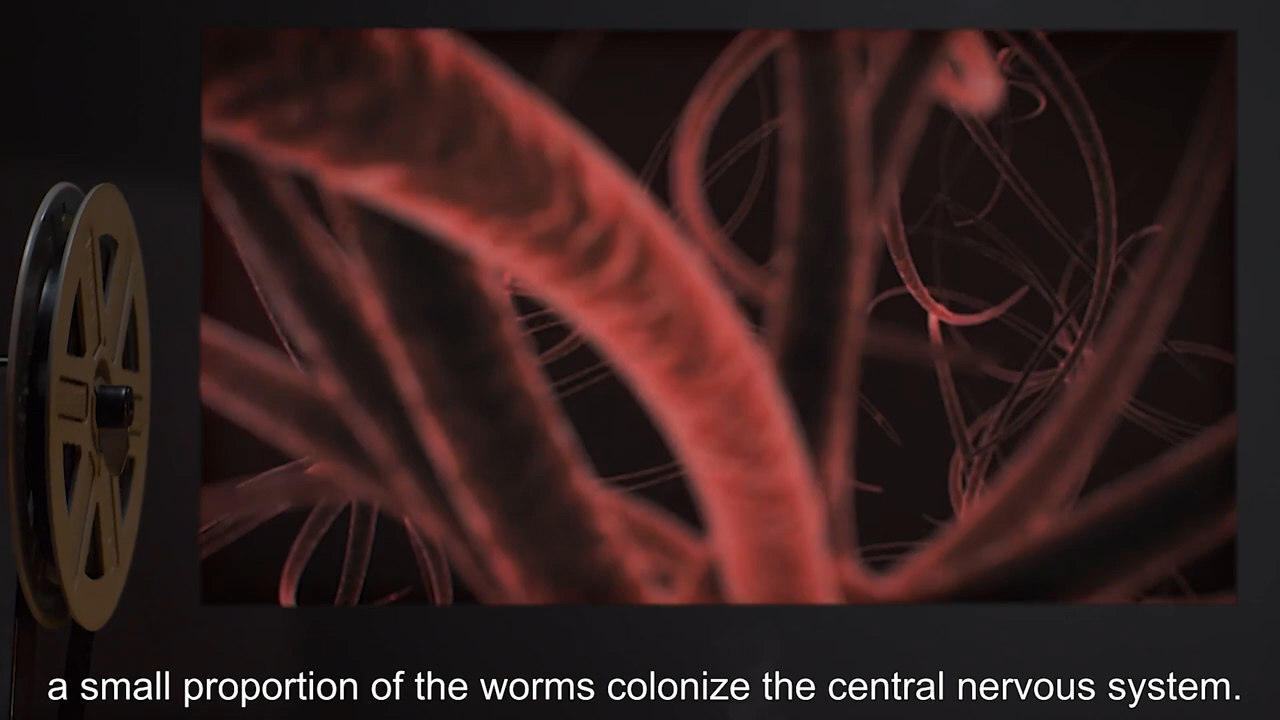 a small proportion of the worms colonize the central nervous system.